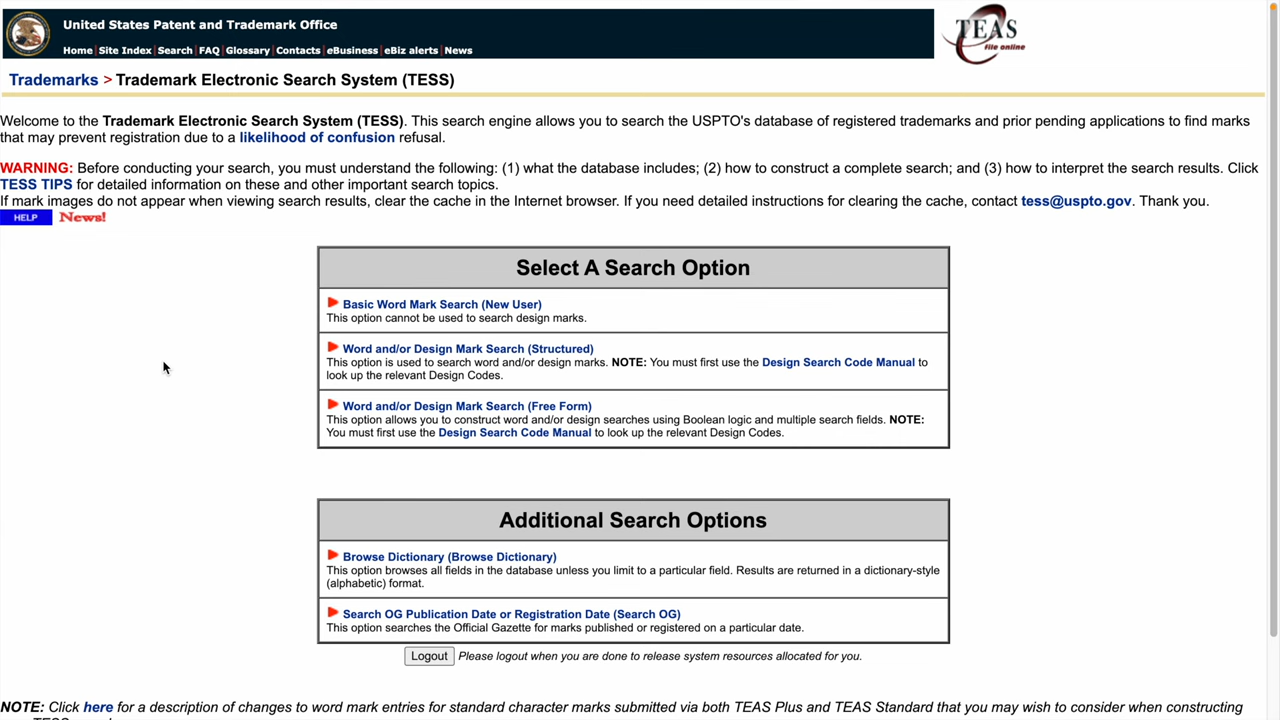 United States Patent and Trademark Office
Home | Site Index | Search | FAQ | Glossary | Contacts | eBusiness | eBiz alerts | News
TEAS
file online
Trademarks > Trademark Electronic Search System (TESS)
Welcome to the Trademark Electronic Search System (TESS). This search engine allows you to search the USPTO's database of registered trademarks and prior pending applications to find marks
that may prevent registration due to a likelihood of confusion refusal.
WARNING: Before conducting your search, you must understand the following: (1) what the database includes; (2) how to construct a complete search; and (3) how to interpret the search results. Click
TESS TIPS for detailed information on these and other important search topics.
If mark images do not appear when viewing search results, clear the cache in the Internet browser. If you need detailed instructions for clearing the cache, contact tess@uspto.gov. Thank you.
HELP News!
Select A Search Option
Basic Word Mark Search (New User)
This option cannot be used to search design marks.
Word and/or Design Mark Search (Structured)
This option is used to search word and/or design marks. NOTE: You must first use the Design Search Code Manual to
look up the relevant Design Codes.
Word and/or Design Mark Search (Free Form)
This option allows you to construct word and/or design searches using Boolean logic and multiple search fields. NOTE:
You must first use the Design Search Code Manual to look up the relevant Design Codes.
Additional Search Options
Browse Dictionary (Browse Dictionary)
This option browses all fields in the database unless you limit to a particular field. Results are returned in a dictionary-style
(alphabetic) format.
Search OG Publication Date or Registration Date (Search OG)
This option searches the Official Gazette for marks published or registered on a particular date.
Logout Please logout when you are done to release system resources allocated for you.
NOTE: Click here for a description of changes to word mark entries for standard character marks submitted via both TEAS Plus and TEAS Standard that you may wish to consider when constructing